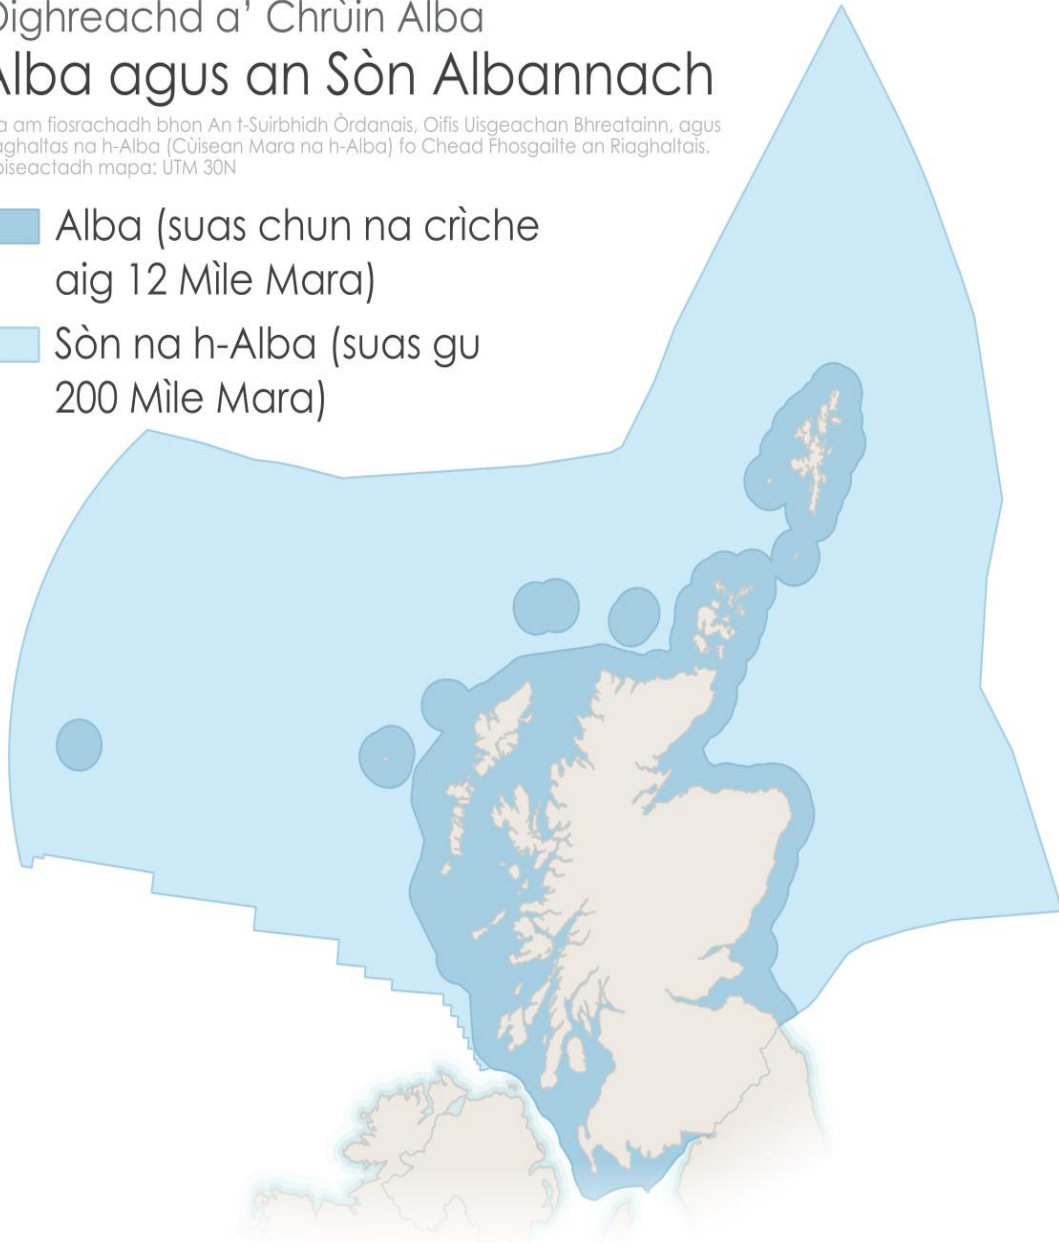 Oighreachd a' Chrùin Alba
Alba agus an Sòn Albannach
am fiosrachadh bhon An t-Suirbhidh Òrdanais, Oifis Uisgeachan Bhreatainn, agus
na h-Alba (Cùisean Mara na h-Alba) fo Chead Fhosgailte an Riaghaltais.
mapa: UTM 30N
Alba (suas chun na crìche
aig 12 Mìle Mara)
Sòn na h-Alba (suas gu
200 Mìle Mara)